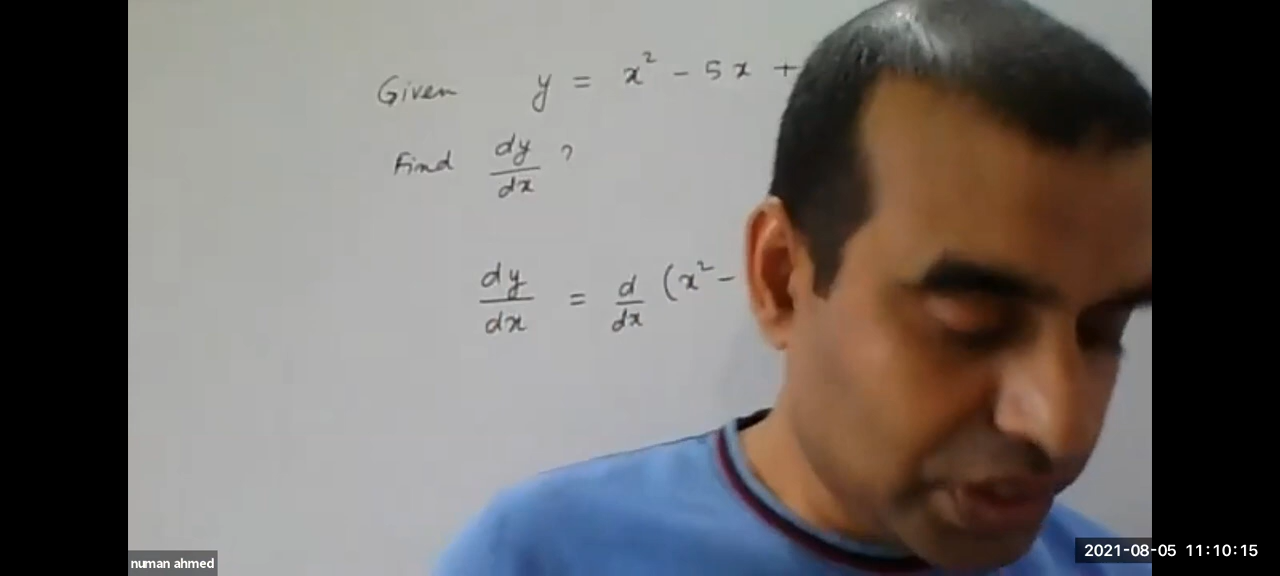 Given y = x² - 5x +
Find dy/dx ?
dy/dx = d/dx (x² -
numan ahmed
2021-08-05 11:10:15